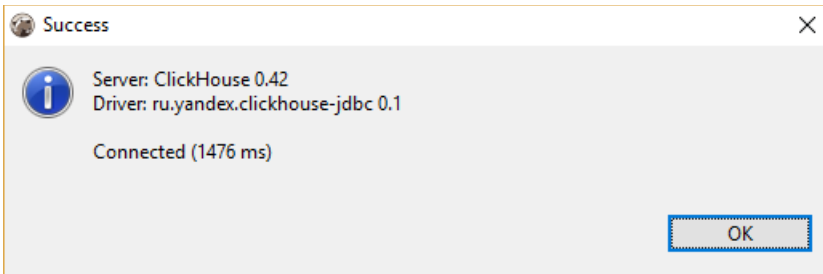 Success
Server: ClickHouse 0.42
Driver: ru.yandex.clickhouse-jdbc 0.1
Connected (1476 ms)
OK